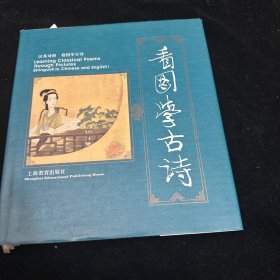 汉英对照　看图学古诗
Learning Classical Poems
Through Pictures
(Bilingual in Chinese and English)
看图学古诗
上海教育出版社
Shanghai Educational Publishing House